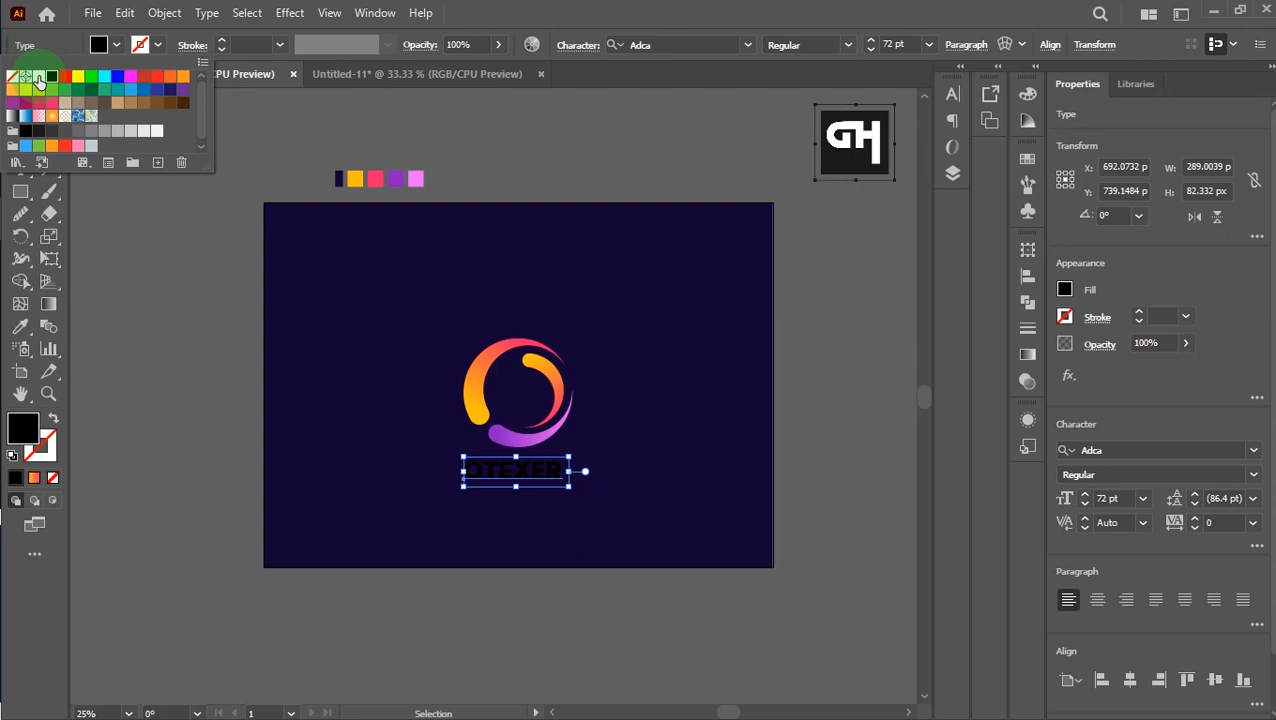 Ai
File Edit Object Type Select Effect View Window Help
Type Stroke: Opacity: 100% Character: Adca Regular 72 pt Paragraph Align Transform
CPU Preview)
Untitled-11* @ 33.33 % (RGB/CPU Preview)
GH
OTEXER
Properties
Libraries
Type
Transform
X: 692.0732 p W: 289.0039 p
Y: 739.1484 p H: 82.332 px
0°
Appearance
Fill
Stroke
Opacity 100%
fx.
Character
Adca
Regular
72 pt (86.4 pt)
Auto 0
Paragraph
Align
25% 0° 1 Selection